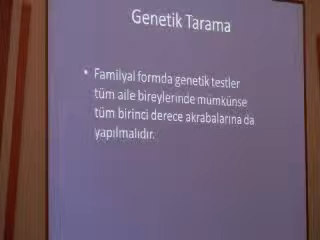 Genetik Tarama
• Familyal formda genetik testler
tüm aile bireylerinde mümkünse
tüm birinci derece akrabalarına da
yapılmalıdır.